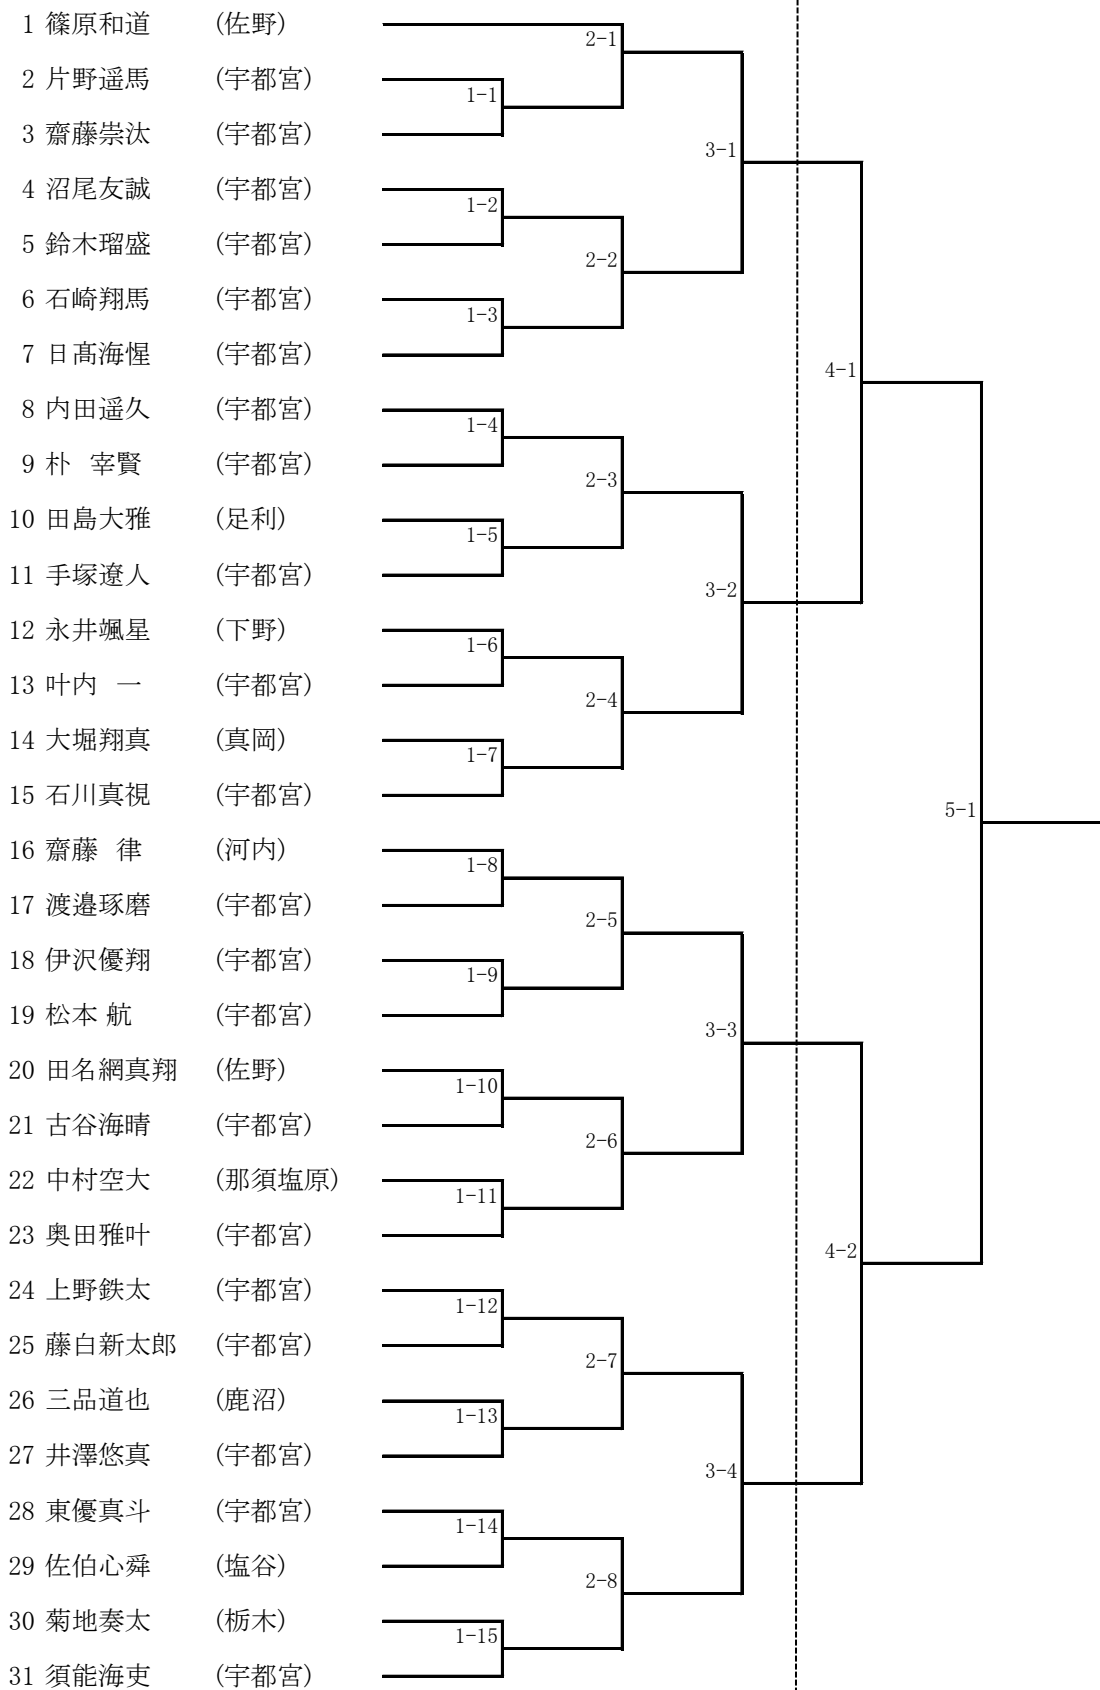 1 篠原和道 (佐野)
2-1
2 片野遥馬 (宇都宮)
1-1
3 齋藤崇汰 (宇都宮)
3-1
4 沼尾友誠 (宇都宮)
1-2
5 鈴木瑠盛 (宇都宮)
2-2
6 石崎翔馬 (宇都宮)
1-3
7 日髙海惺 (宇都宮)
4-1
8 内田遥久 (宇都宮)
1-4
9 朴 宰賢 (宇都宮)
2-3
10 田島大雅 (足利)
1-5
11 手塚遼人 (宇都宮)
3-2
12 永井颯星 (下野)
1-6
13 叶内 一 (宇都宮)
2-4
14 大堀翔真 (真岡)
1-7
15 石川真視 (宇都宮)
5-1
16 齋藤 律 (河内)
1-8
17 渡邉琢磨 (宇都宮)
2-5
18 伊沢優翔 (宇都宮)
1-9
19 松本 航 (宇都宮)
3-3
20 田名網真翔 (佐野)
1-10
21 古谷海晴 (宇都宮)
2-6
22 中村空大 (那須塩原)
1-11
23 奥田雅叶 (宇都宮)
4-2
24 上野鉄太 (宇都宮)
1-12
25 藤白新太郎 (宇都宮)
2-7
26 三品道也 (鹿沼)
1-13
27 井澤悠真 (宇都宮)
3-4
28 東優真斗 (宇都宮)
1-14
29 佐伯心舜 (塩谷)
2-8
30 菊地奏太 (栃木)
1-15
31 須能海吏 (宇都宮)